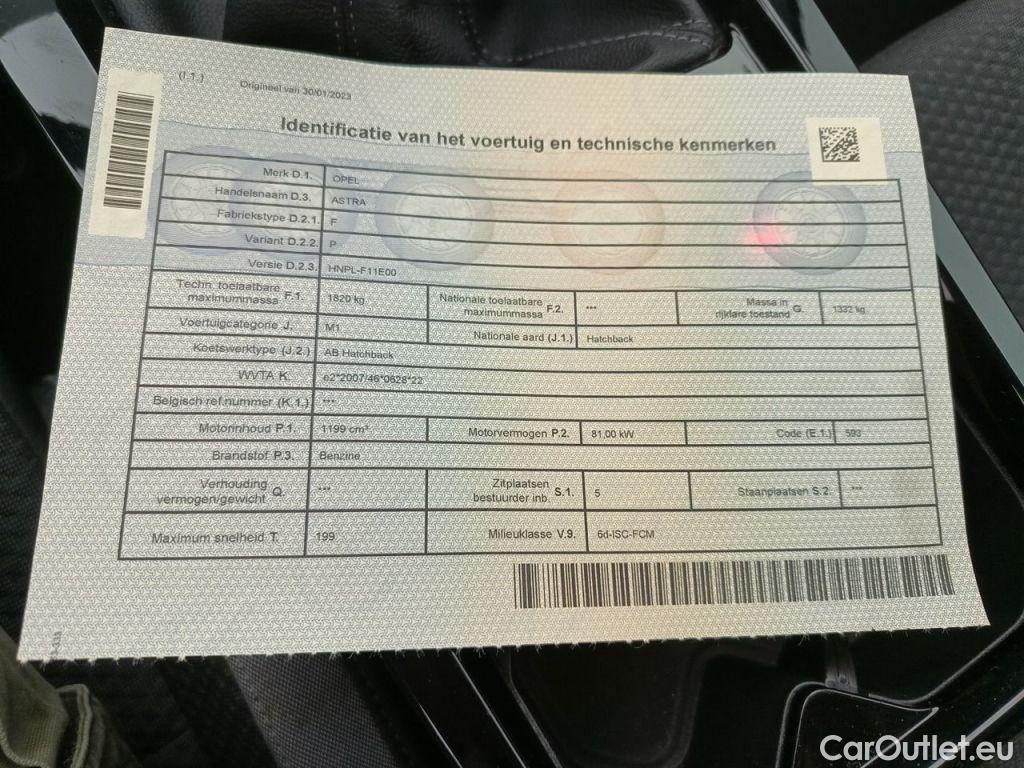 (I.1.)
Origineel van 30/01/2023
Identificatie van het voertuig en technische kenmerken
Merk D.1. OPEL
Handelsnaam D.3. ASTRA
Fabriekstype D.2.1. F
Variant D.2.2. P
Versie D.2.3. HNPL-F11E00
Techn. toelaatbare maximummassa F.1. 1820 kg Nationale toelaatbare maximummassa F.2. --- Massa in rijklare toestand G. 1332 kg
Voertuigcategorie J. M1 Nationale aard (J.1.) Hatchback
Koetswerktype (J.2.) AB Hatchback
WVTA K. e2*2007/46*0628*22
Belgisch ref.nummer (K.1.) ---
Motorinhoud P.1. 1199 cm³ Motorvermogen P.2. 81,00 kW Code (E.1.) 593
Brandstof P.3. Benzine
Verhouding vermogen/gewicht Q. --- Zitplaatsen bestuurder inb. S.1. 5 Staanplaatsen S.2. ---
Maximum snelheid T. 199 Milieuklasse V.9. 6d-ISC-FCM
CarOutlet.eu